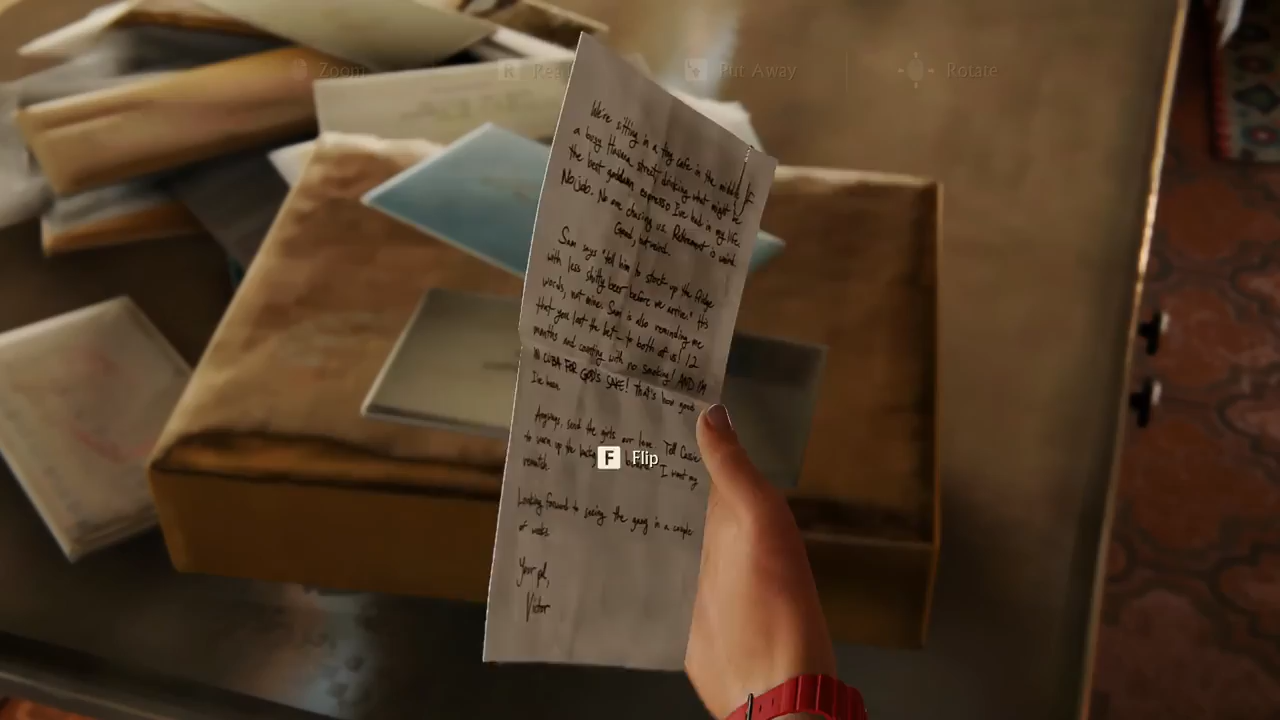 Zoom
R Read
Put Away
Rotate
We're sitting in a tiny cafe in the middle of
a busy Havana street drinking what might be
the best goddamn espresso I've had in my life.
No job. No one chasing us. Retirement is weird.
Good, but weird.
Sam says "tell him to stock up the fridge
with less shitty beer before we arrive." His
words, not mine. Sam is also reminding me
that you lost the bet — to both of us! 12
months and counting with no smoking! AND I'M
IN CUBA FOR GOD'S SAKE! That's how good
I've been.
Anyways, send the girls our love. Tell Cassie
to warm up the I want my
rematch.
F Flip
Looking forward to seeing the gang in a couple
of weeks
Your pal,
Victor